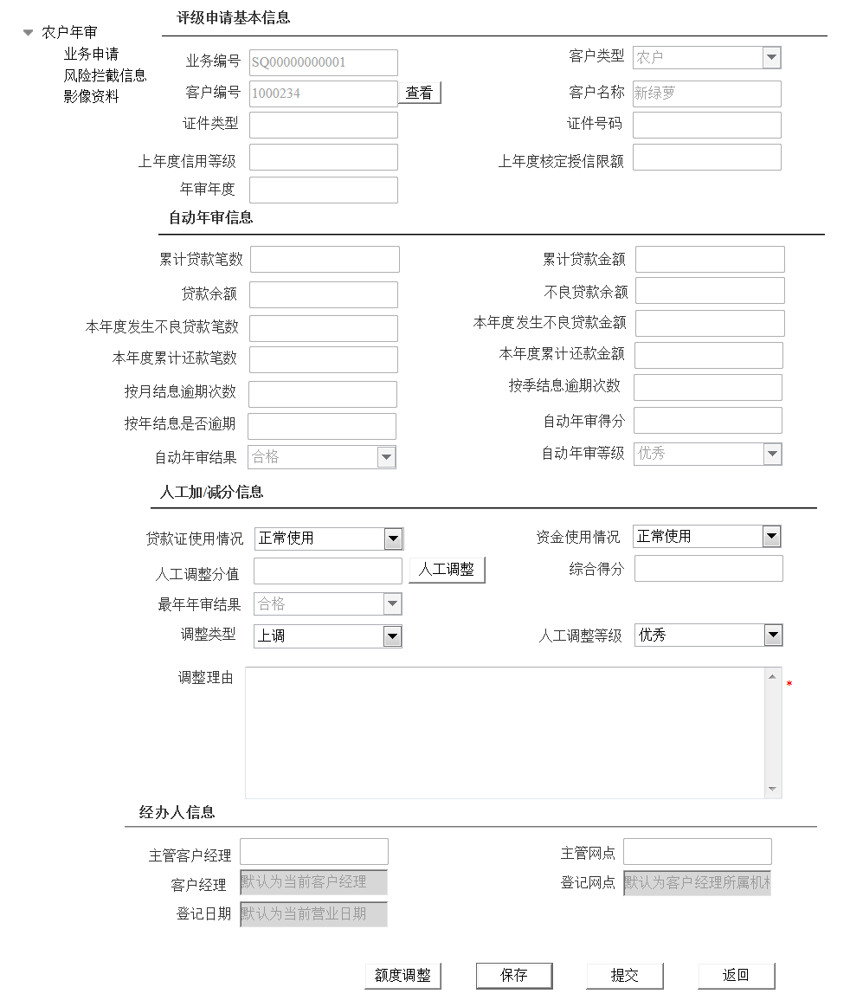 农户年审
业务申请
风险拦截信息
影像资料
评级申请基本信息
业务编号 SQ00000000001 客户类型 农户
客户编号 1000234 查看 客户名称 新绿萝
证件类型 证件号码
上年度信用等级 上年度核定授信限额
年审年度
自动年审信息
累计贷款笔数 累计贷款金额
贷款余额 不良贷款余额
本年度发生不良贷款笔数 本年度发生不良贷款金额
本年度累计还款笔数 本年度累计还款金额
按月结息逾期次数 按季结息逾期次数
按年结息是否逾期 自动年审得分
自动年审结果 合格 自动年审等级 优秀
人工加/减分信息
贷款证使用情况 正常使用 资金使用情况 正常使用
人工调整分值 人工调整 综合得分
最年年审结果 合格
调整类型 上调 人工调整等级 优秀
调整理由 *
经办人信息
主管客户经理 主管网点
客户经理 默认为当前客户经理 登记网点 默认为客户经理所属机
登记日期 默认为当前营业日期
额度调整 保存 提交 返回